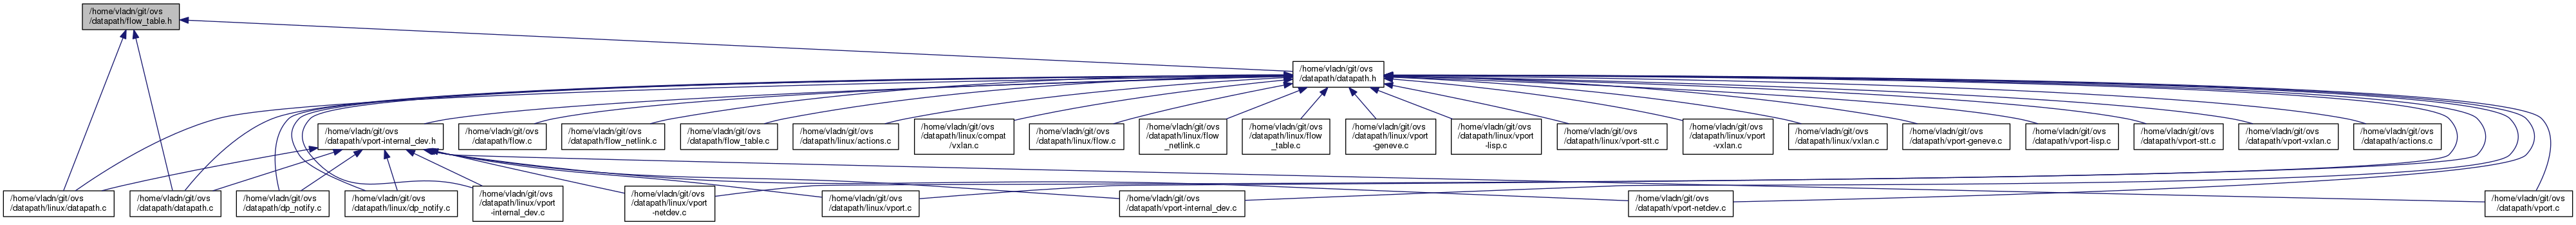 /home/vladn/git/ovs
/datapath/flow_table.h
/home/vladn/git/ovs
/datapath/datapath.h
/home/vladn/git/ovs
/datapath/vport-internal_dev.h
/home/vladn/git/ovs
/datapath/flow.c
/home/vladn/git/ovs
/datapath/flow_netlink.c
/home/vladn/git/ovs
/datapath/flow_table.c
/home/vladn/git/ovs
/datapath/linux/actions.c
/home/vladn/git/ovs
/datapath/linux/compat
/vxlan.c
/home/vladn/git/ovs
/datapath/linux/flow.c
/home/vladn/git/ovs
/datapath/linux/flow
_netlink.c
/home/vladn/git/ovs
/datapath/linux/flow
_table.c
/home/vladn/git/ovs
/datapath/linux/vport
-geneve.c
/home/vladn/git/ovs
/datapath/linux/vport
-lisp.c
/home/vladn/git/ovs
/datapath/linux/vport-stt.c
/home/vladn/git/ovs
/datapath/linux/vport
-vxlan.c
/home/vladn/git/ovs
/datapath/linux/vxlan.c
/home/vladn/git/ovs
/datapath/vport-geneve.c
/home/vladn/git/ovs
/datapath/vport-lisp.c
/home/vladn/git/ovs
/datapath/vport-stt.c
/home/vladn/git/ovs
/datapath/vport-vxlan.c
/home/vladn/git/ovs
/datapath/actions.c
/home/vladn/git/ovs
/datapath/linux/datapath.c
/home/vladn/git/ovs
/datapath/datapath.c
/home/vladn/git/ovs
/datapath/dp_notify.c
/home/vladn/git/ovs
/datapath/linux/dp_notify.c
/home/vladn/git/ovs
/datapath/linux/vport
-internal_dev.c
/home/vladn/git/ovs
/datapath/linux/vport
-netdev.c
/home/vladn/git/ovs
/datapath/linux/vport.c
/home/vladn/git/ovs
/datapath/vport-internal_dev.c
/home/vladn/git/ovs
/datapath/vport-netdev.c
/home/vladn/git/ovs
/datapath/vport.c